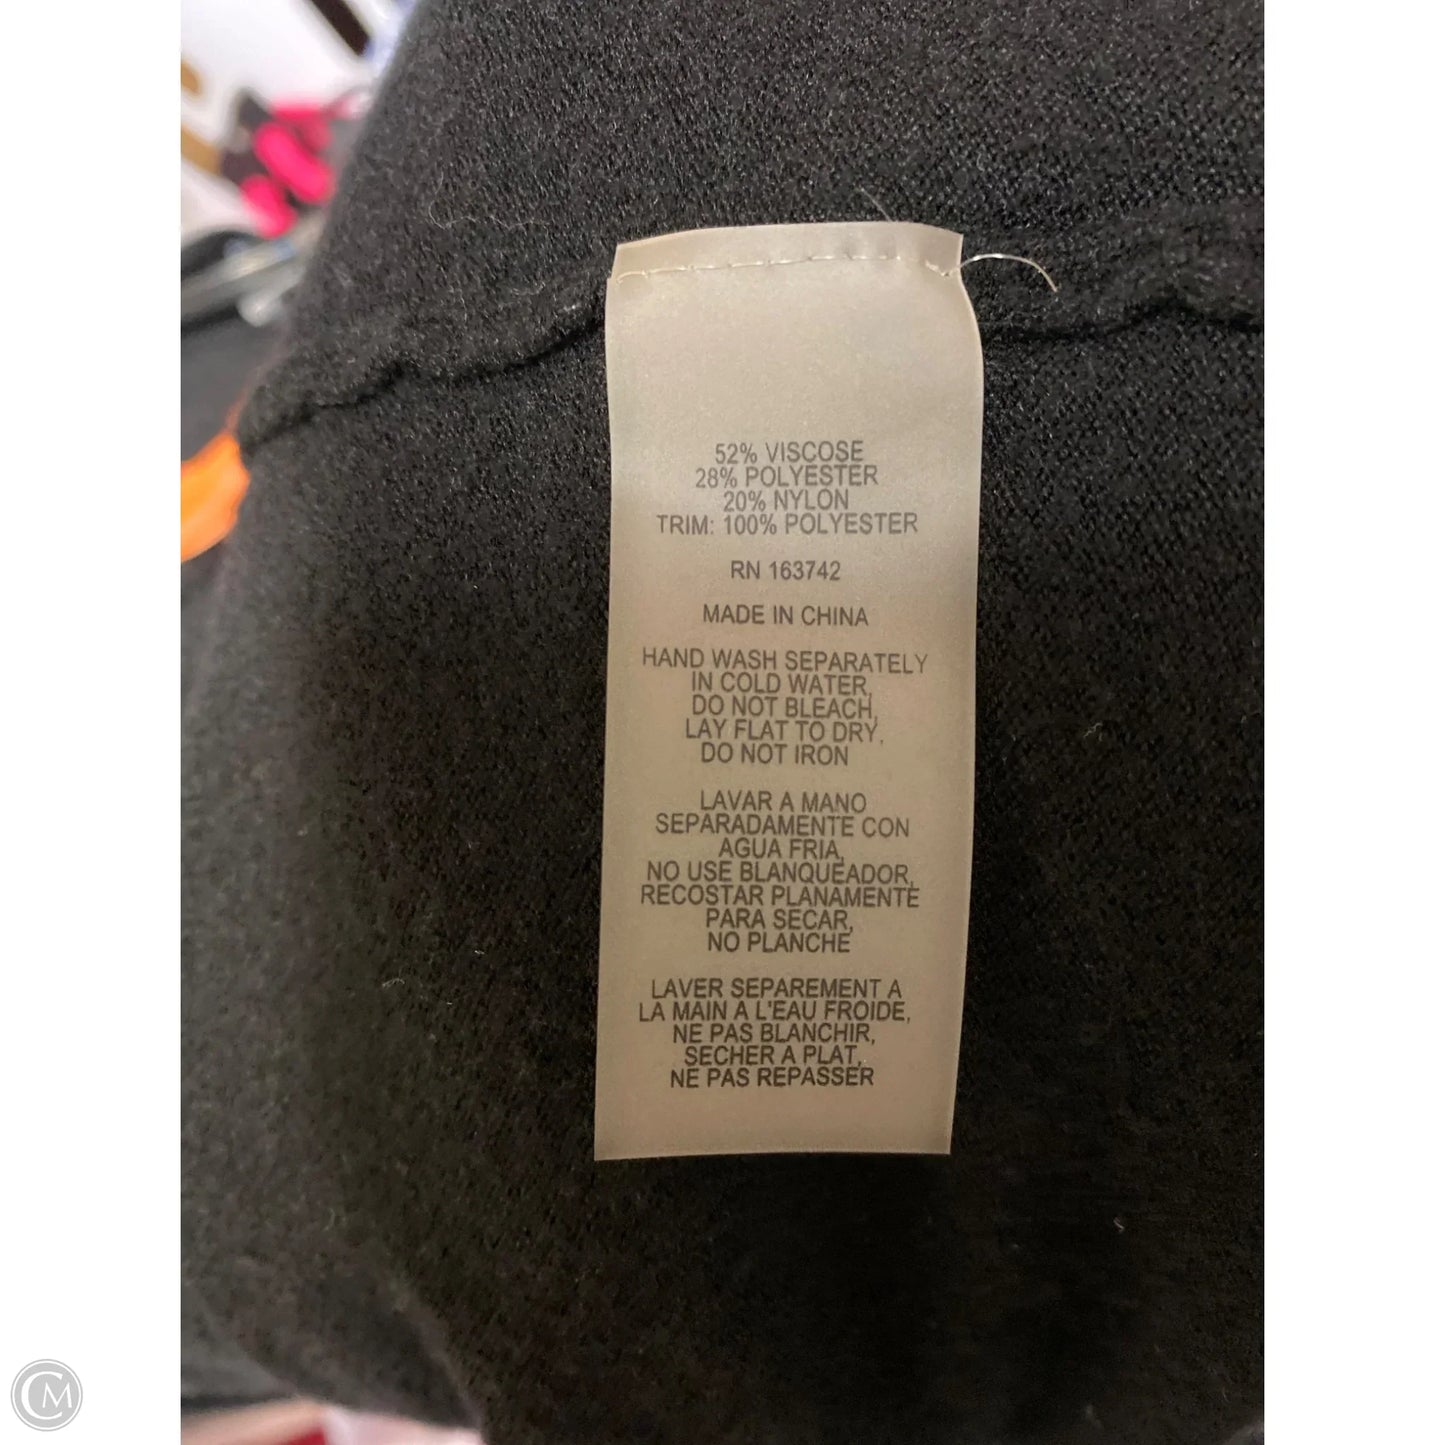 52% VISCOSE
28% POLYESTER
20% NYLON
TRIM: 100% POLYESTER
RN 163742
MADE IN CHINA
HAND WASH SEPARATELY
IN COLD WATER,
DO NOT BLEACH,
LAY FLAT TO DRY,
DO NOT IRON
LAVAR A MANO
SEPARADAMENTE CON
AGUA FRIA,
NO USE BLANQUEADOR,
RECOSTAR PLANAMENTE
PARA SECAR,
NO PLANCHE
LAVER SEPAREMENT A
LA MAIN A L'EAU FROIDE,
NE PAS BLANCHIR,
SECHER A PLAT,
NE PAS REPASSER
CM